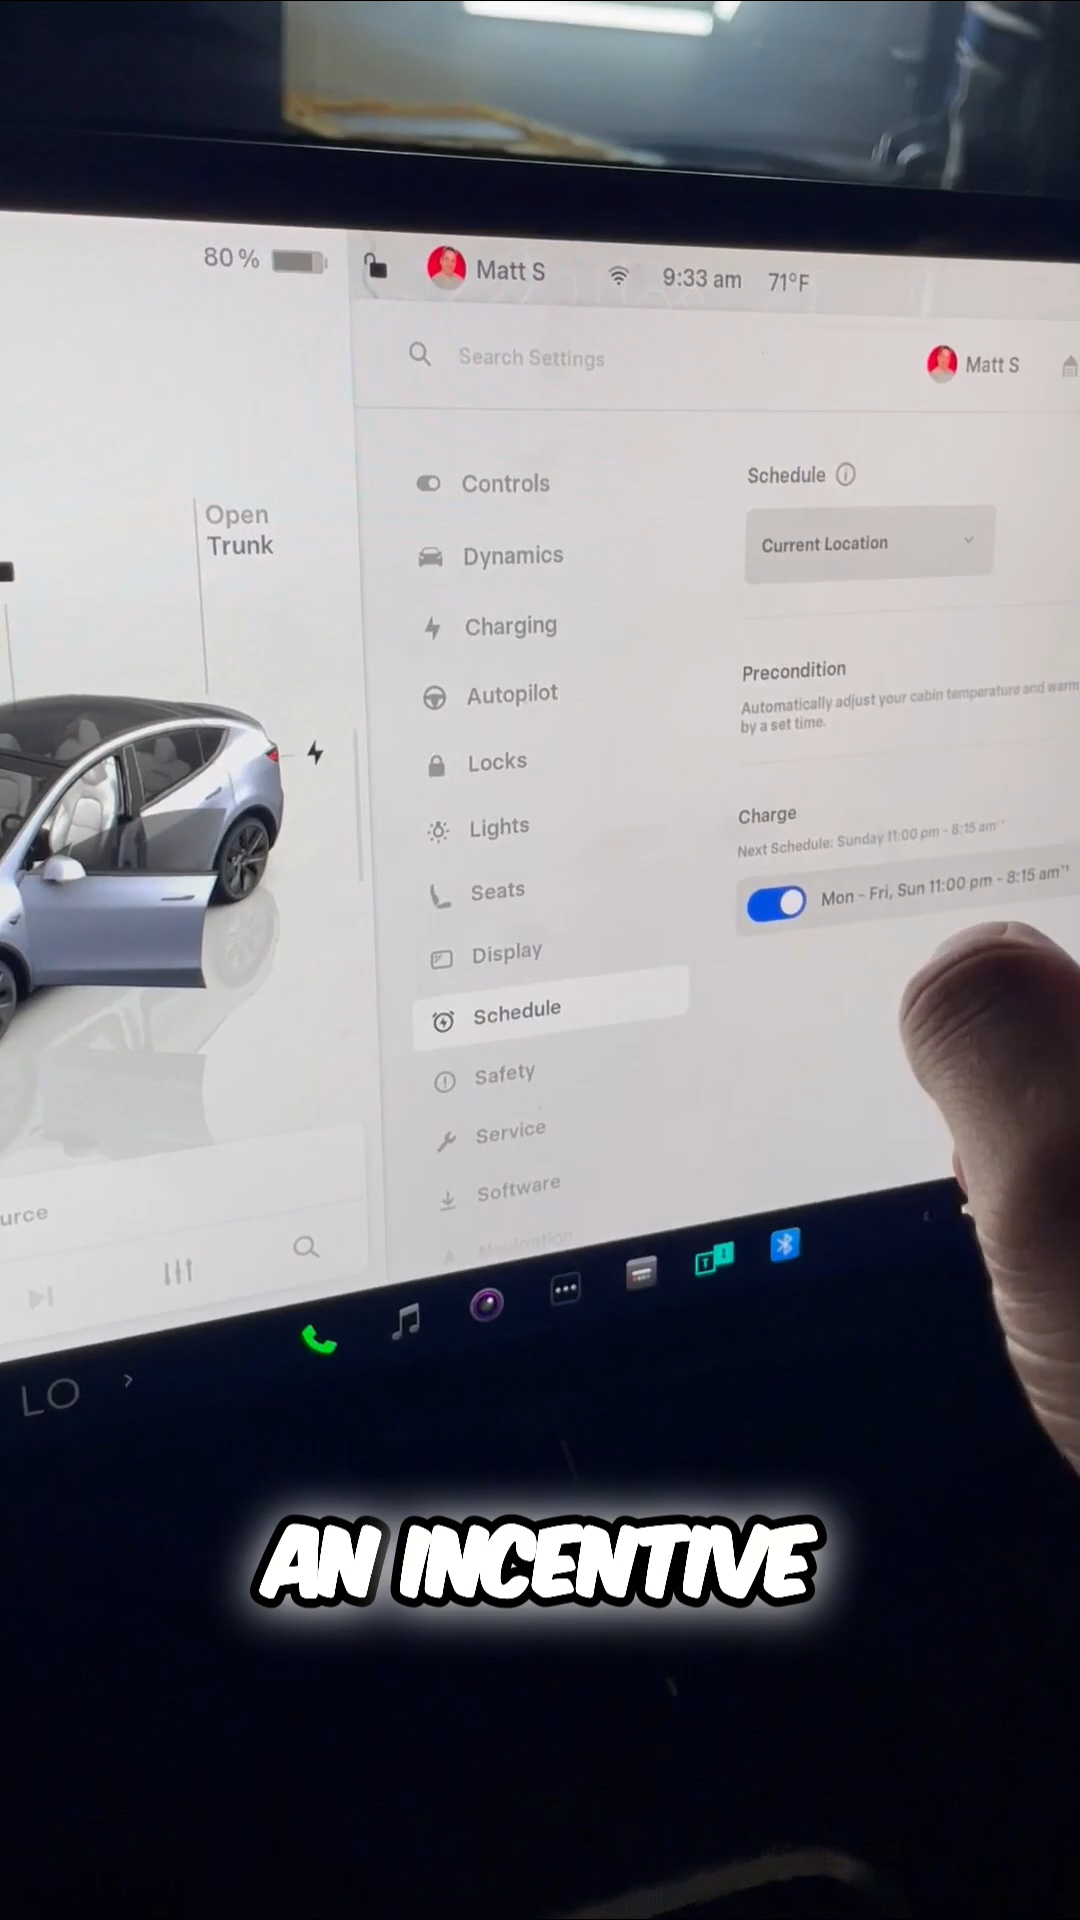 80%
Matt S
9:33 am
71°F
Search Settings
Matt S
Open
Trunk
Controls
Dynamics
Charging
Autopilot
Locks
Lights
Seats
Display
Schedule
Safety
Service
Software
Navigation
Schedule
Current Location
Precondition
Automatically adjust your cabin temperature and warm
by a set time.
Charge
Next Schedule: Sunday 11:00 pm - 8:15 am⁺¹
Mon - Fri, Sun 11:00 pm - 8:15 am⁺¹
urce
LO
AN INCENTIVE